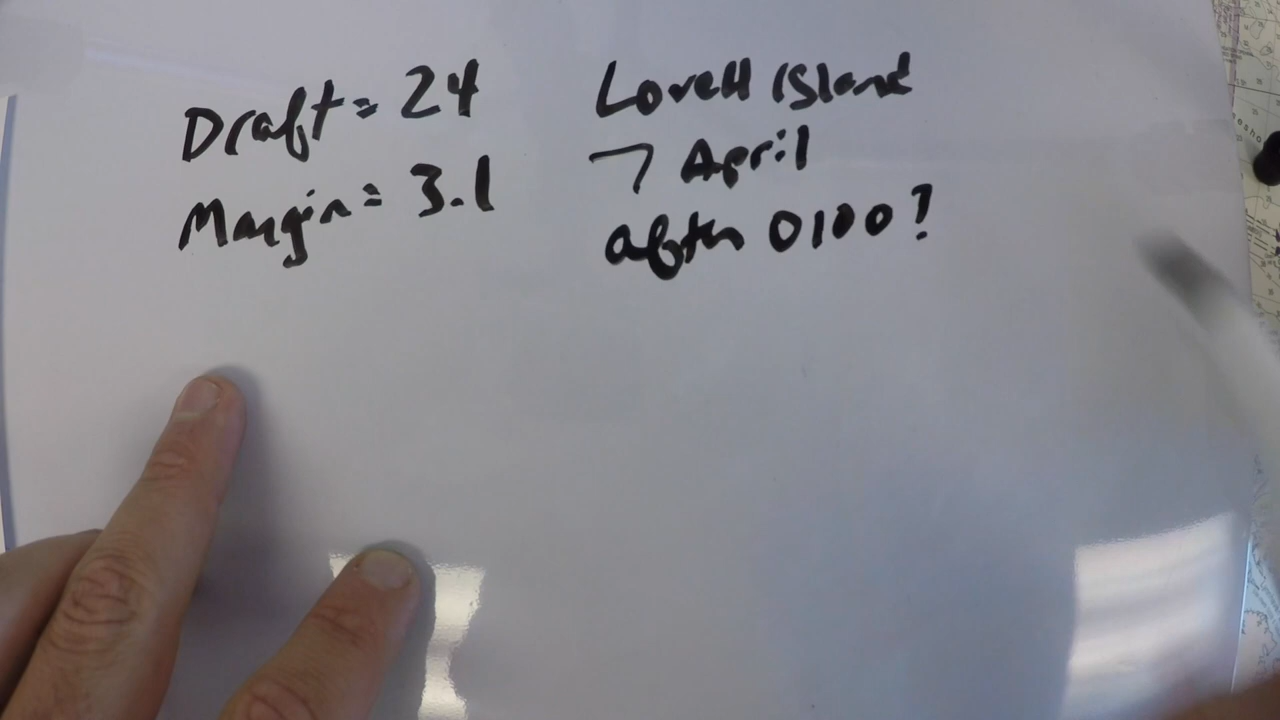 Draft = 24
Margin = 3.1
Lovell Island
7 April
after 0100?